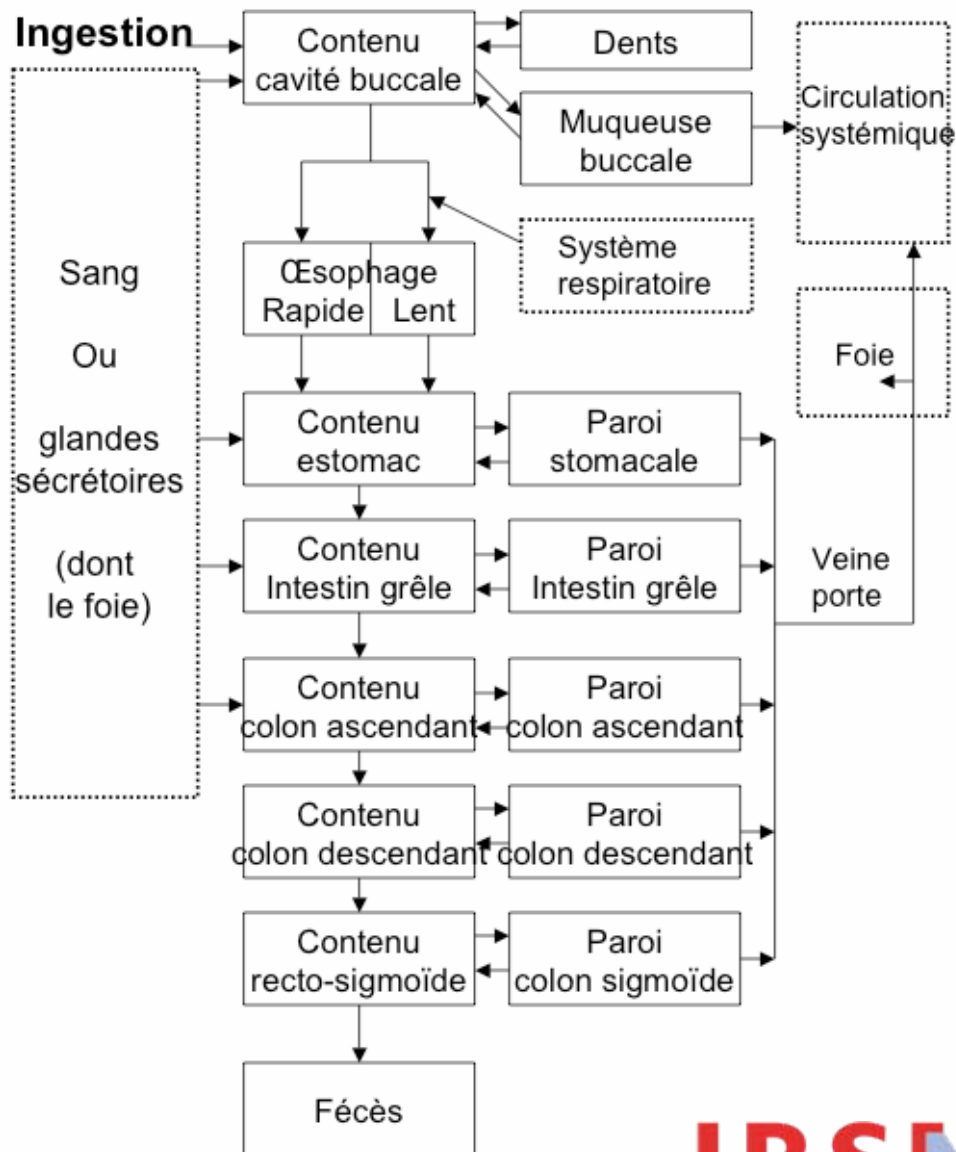 Ingestion
Contenu
cavité buccale
Dents
Muqueuse
buccale
Circulation
systémique
Système
respiratoire
Œsophage
Rapide
Lent
Sang
Ou
glandes
sécrétoires
(dont
le foie)
Foie
Contenu
estomac
Paroi
stomacale
Contenu
Intestin grêle
Paroi
Intestin grêle
Veine
porte
Contenu
colon ascendant
Paroi
colon ascendant
Contenu
colon descendant
Paroi
colon descendant
Contenu
recto-sigmoïde
Paroi
colon sigmoïde
Fécès